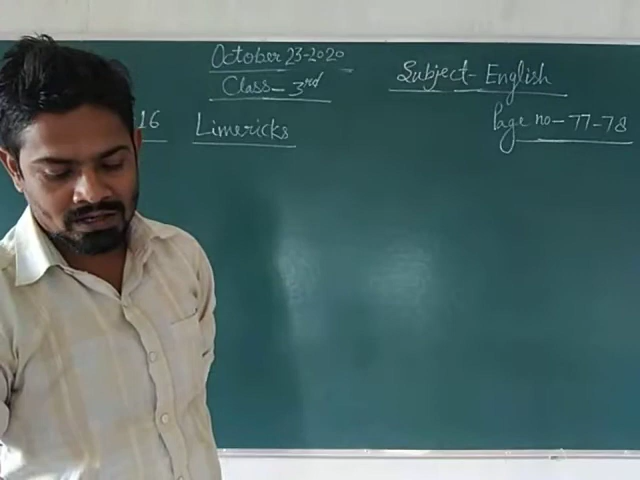 October 23-2020
Class- 3rd
Subject- English
16 Limericks
Page no- 77-78